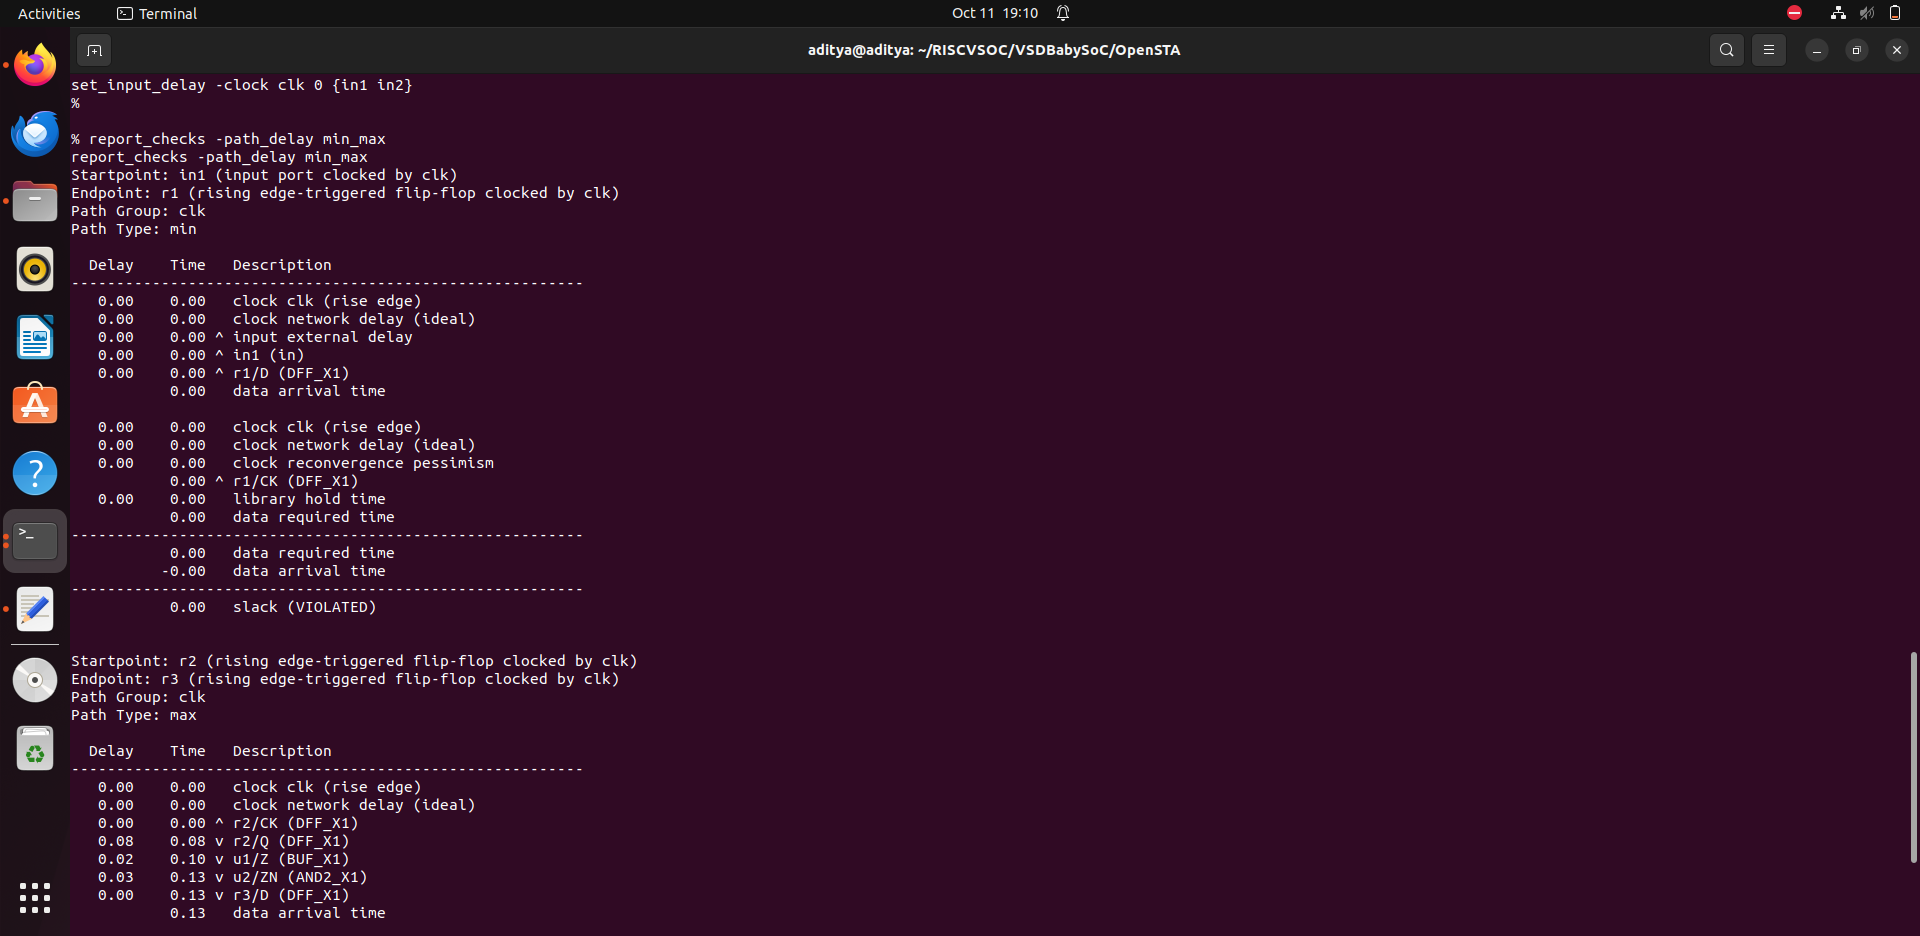 Activities
Terminal
Oct 11 19:10
aditya@aditya: ~/RISCVSOC/VSDBabySoC/OpenSTA
set_input_delay -clock clk 0 {in1 in2}
%
% report_checks -path_delay min_max
report_checks -path_delay min_max
Startpoint: in1 (input port clocked by clk)
Endpoint: r1 (rising edge-triggered flip-flop clocked by clk)
Path Group: clk
Path Type: min
  Delay    Time   Description
---------------------------------------------------------
   0.00    0.00   clock clk (rise edge)
   0.00    0.00   clock network delay (ideal)
   0.00    0.00 ^ input external delay
   0.00    0.00 ^ in1 (in)
   0.00    0.00 ^ r1/D (DFF_X1)
           0.00   data arrival time
   0.00    0.00   clock clk (rise edge)
   0.00    0.00   clock network delay (ideal)
   0.00    0.00   clock reconvergence pessimism
           0.00 ^ r1/CK (DFF_X1)
   0.00    0.00   library hold time
           0.00   data required time
---------------------------------------------------------
           0.00   data required time
          -0.00   data arrival time
---------------------------------------------------------
           0.00   slack (VIOLATED)
Startpoint: r2 (rising edge-triggered flip-flop clocked by clk)
Endpoint: r3 (rising edge-triggered flip-flop clocked by clk)
Path Group: clk
Path Type: max
  Delay    Time   Description
---------------------------------------------------------
   0.00    0.00   clock clk (rise edge)
   0.00    0.00   clock network delay (ideal)
   0.00    0.00 ^ r2/CK (DFF_X1)
   0.08    0.08 v r2/Q (DFF_X1)
   0.02    0.10 v u1/Z (BUF_X1)
   0.03    0.13 v u2/ZN (AND2_X1)
   0.00    0.13 v r3/D (DFF_X1)
           0.13   data arrival time